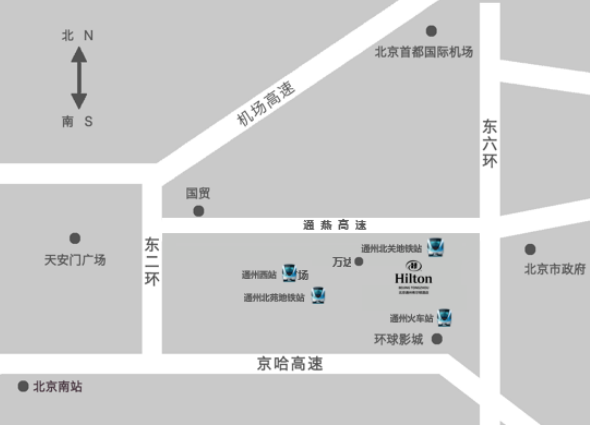 北 N
南 S
北京首都国际机场
机场高速
东六环
国贸
通燕高速
天安门广场
东二环
通州北关地铁站
万达
通州西站
场
Hilton
通州北苑地铁站
北京市政府
通州火车站
环球影城
京哈高速
北京南站